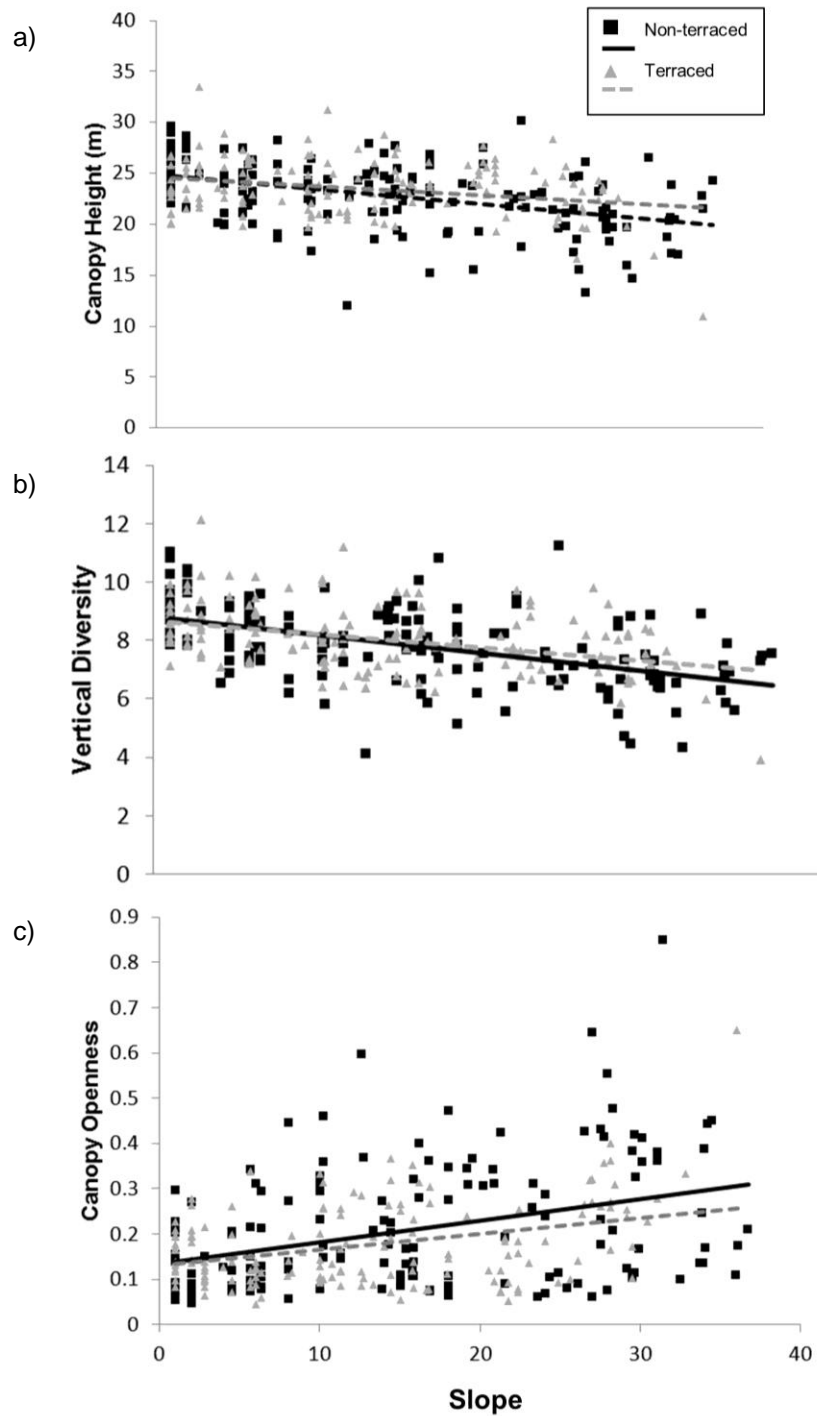 a)
Canopy Height (m)
40
35
30
25
20
15
10
5
0
Non-terraced
Terraced
b)
Vertical Diversity
14
12
10
8
6
4
2
0
c)
Canopy Openness
0.9
0.8
0.7
0.6
0.5
0.4
0.3
0.2
0.1
0
0 10 20 30 40
Slope